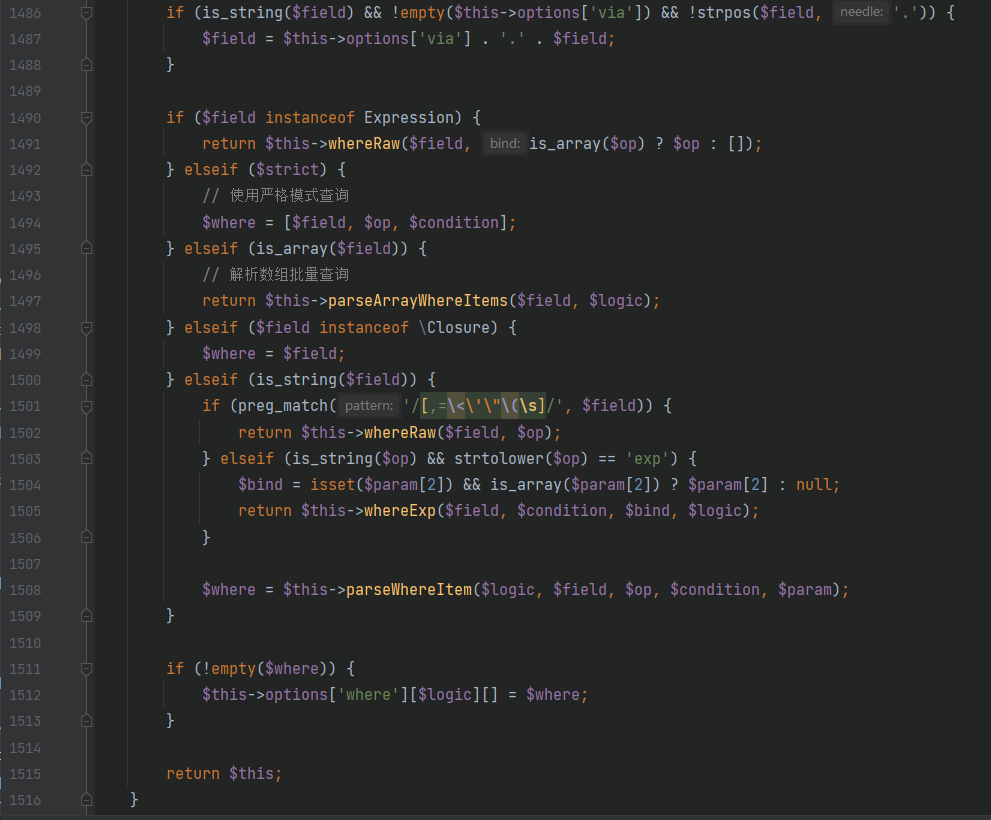 1486 if (is_string($field) && !empty($this->options['via']) && !strpos($field, needle: '.')) {
1487 $field = $this->options['via'] . '.' . $field;
1488 }
1489
1490 if ($field instanceof Expression) {
1491 return $this->whereRaw($field, bind: is_array($op) ? $op : []);
1492 } elseif ($strict) {
1493 // 使用严格模式查询
1494 $where = [$field, $op, $condition];
1495 } elseif (is_array($field)) {
1496 // 解析数组批量查询
1497 return $this->parseArrayWhereItems($field, $logic);
1498 } elseif ($field instanceof \Closure) {
1499 $where = $field;
1500 } elseif (is_string($field)) {
1501 if (preg_match( pattern: '/[,=\<\'\"\(\s]/', $field)) {
1502 return $this->whereRaw($field, $op);
1503 } elseif (is_string($op) && strtolower($op) == 'exp') {
1504 $bind = isset($param[2]) && is_array($param[2]) ? $param[2] : null;
1505 return $this->whereExp($field, $condition, $bind, $logic);
1506 }
1507
1508 $where = $this->parseWhereItem($logic, $field, $op, $condition, $param);
1509 }
1510
1511 if (!empty($where)) {
1512 $this->options['where'][$logic][] = $where;
1513 }
1514
1515 return $this;
1516 }